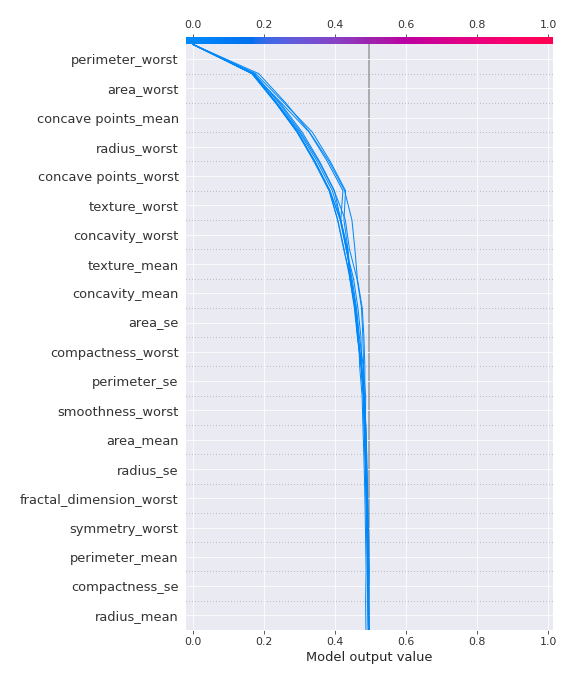 0.0 0.2 0.4 0.6 0.8 1.0
perimeter_worst
area_worst
concave points_mean
radius_worst
concave points_worst
texture_worst
concavity_worst
texture_mean
concavity_mean
area_se
compactness_worst
perimeter_se
smoothness_worst
area_mean
radius_se
fractal_dimension_worst
symmetry_worst
perimeter_mean
compactness_se
radius_mean
0.0 0.2 0.4 0.6 0.8 1.0
Model output value